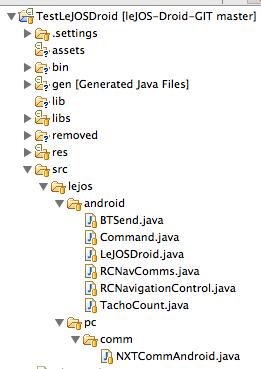 TestLeJOSDroid [leJOS-Droid-GIT master]
.settings
assets
bin
gen [Generated Java Files]
lib
libs
removed
res
src
lejos
android
BTSend.java
Command.java
LeJOSDroid.java
RCNavComms.java
RCNavigationControl.java
TachoCount.java
pc
comm
NXTCommAndroid.java